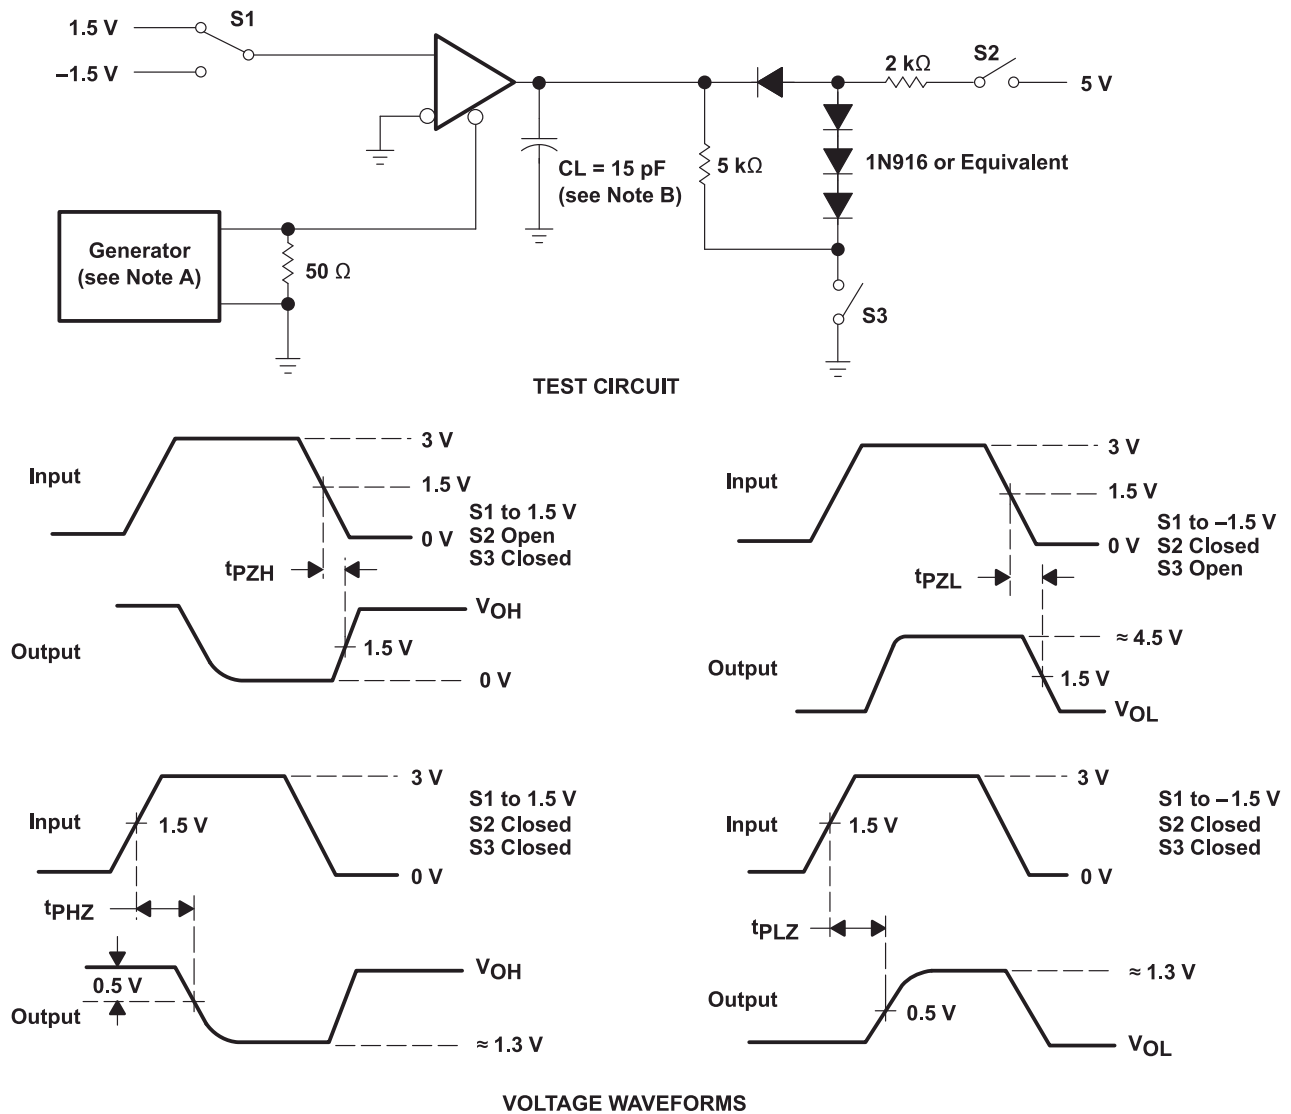 1.5 V
S1
–1.5 V
2 kΩ
S2
5 V
CL = 15 pF
(see Note B)
5 kΩ
1N916 or Equivalent
Generator
(see Note A)
50 Ω
S3
TEST CIRCUIT
Input
3 V
1.5 V
0 V
S1 to 1.5 V
S2 Open
S3 Closed
tPZH
Output
VOH
1.5 V
0 V
Input
3 V
1.5 V
0 V
S1 to –1.5 V
S2 Closed
S3 Open
tPZL
Output
≈ 4.5 V
1.5 V
VOL
Input
3 V
1.5 V
0 V
S1 to 1.5 V
S2 Closed
S3 Closed
tPHZ
0.5 V
Output
VOH
≈ 1.3 V
Input
3 V
1.5 V
0 V
S1 to – 1.5 V
S2 Closed
S3 Closed
tPLZ
Output
≈ 1.3 V
0.5 V
VOL
VOLTAGE WAVEFORMS